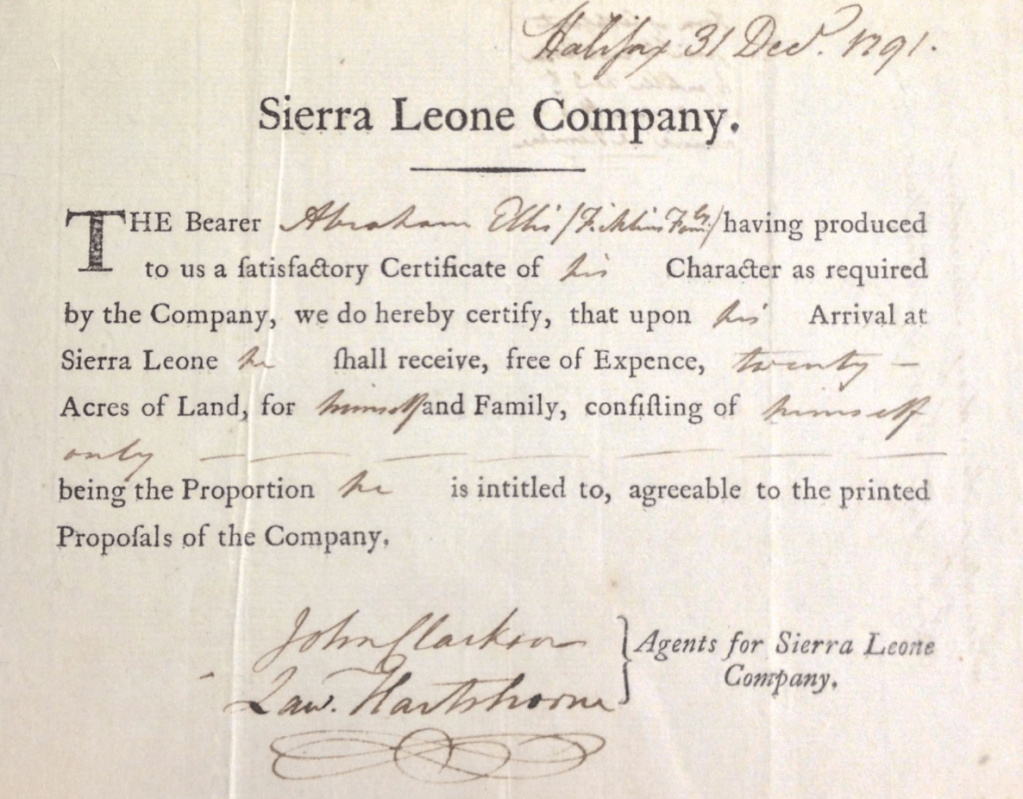 Halifax 31 Decr. 1791.
Sierra Leone Company.
THE Bearer Abraham Ellis having produced
to us a ſatisfactory Certificate of his Character as required
by the Company, we do hereby certify, that upon his Arrival at
Sierra Leone he ſhall receive, free of Expence, twenty —
Acres of Land, for himself and Family, conſiſting of himself
only —
being the Proportion he is intitled to, agreeable to the printed
Propoſals of the Company.
John Clarkson
Law. Hartshorne
} Agents for Sierra Leone
Company.